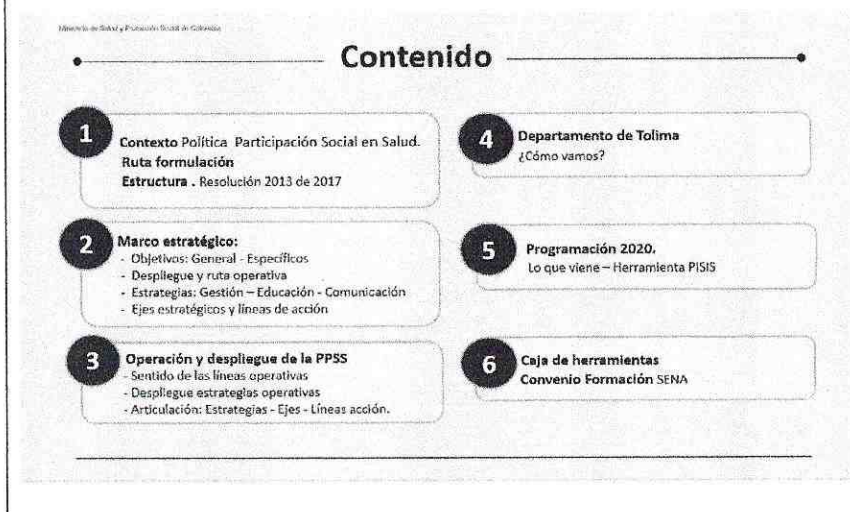 Ministerio de Salud y Protección Social de Colombia
Contenido
1
Contexto Política Participación Social en Salud.
Ruta formulación
Estructura . Resolución 2013 de 2017
2
Marco estratégico:
- Objetivos: General - Específicos
- Despliegue y ruta operativa
- Estrategias: Gestión – Educación - Comunicación
- Ejes estratégicos y líneas de acción
3
Operación y despliegue de la PPSS
- Sentido de las líneas operativas
- Despliegue estrategias operativas
- Articulación: Estrategias - Ejes - Líneas acción.
4
Departamento de Tolima
¿Cómo vamos?
5
Programación 2020.
Lo que viene – Herramienta PISIS
6
Caja de herramientas
Convenio Formación SENA